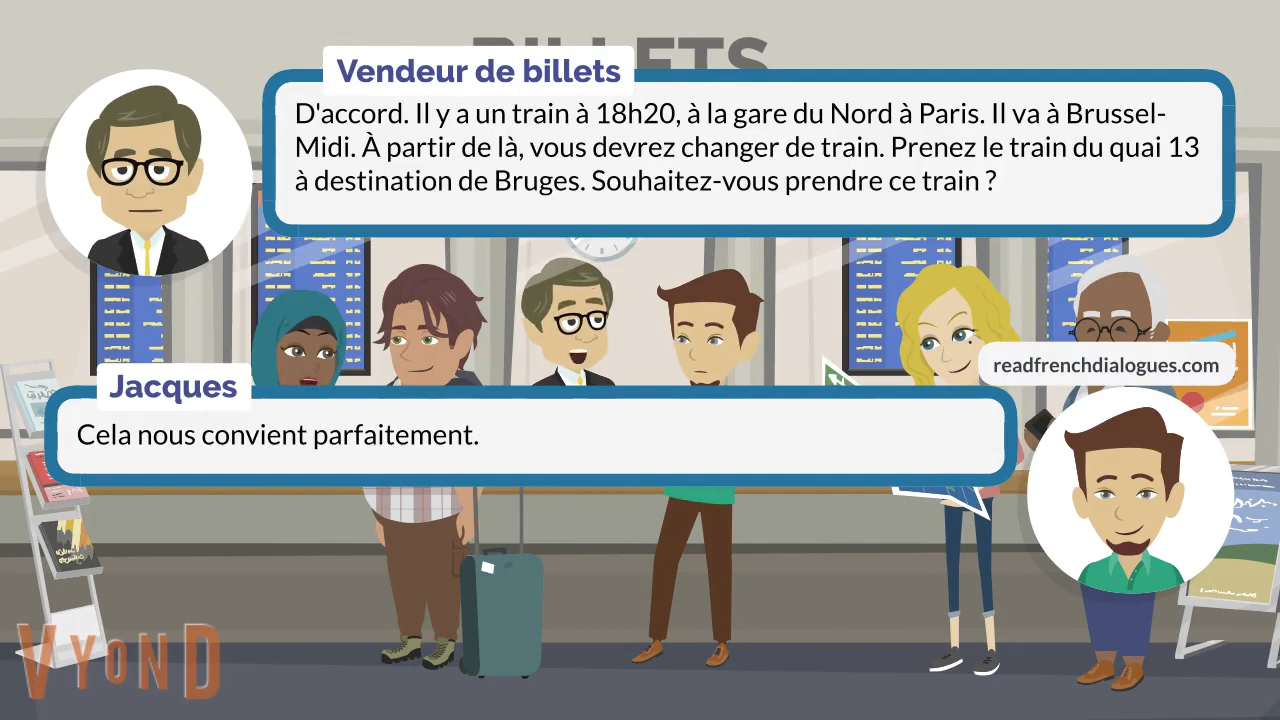 BILLETS
Vendeur de billets
D'accord. Il y a un train à 18h20, à la gare du Nord à Paris. Il va à Brussel-
Midi. À partir de là, vous devrez changer de train. Prenez le train du quai 13
à destination de Bruges. Souhaitez-vous prendre ce train ?
readfrenchdialogues.com
Jacques
Cela nous convient parfaitement.
VYOND